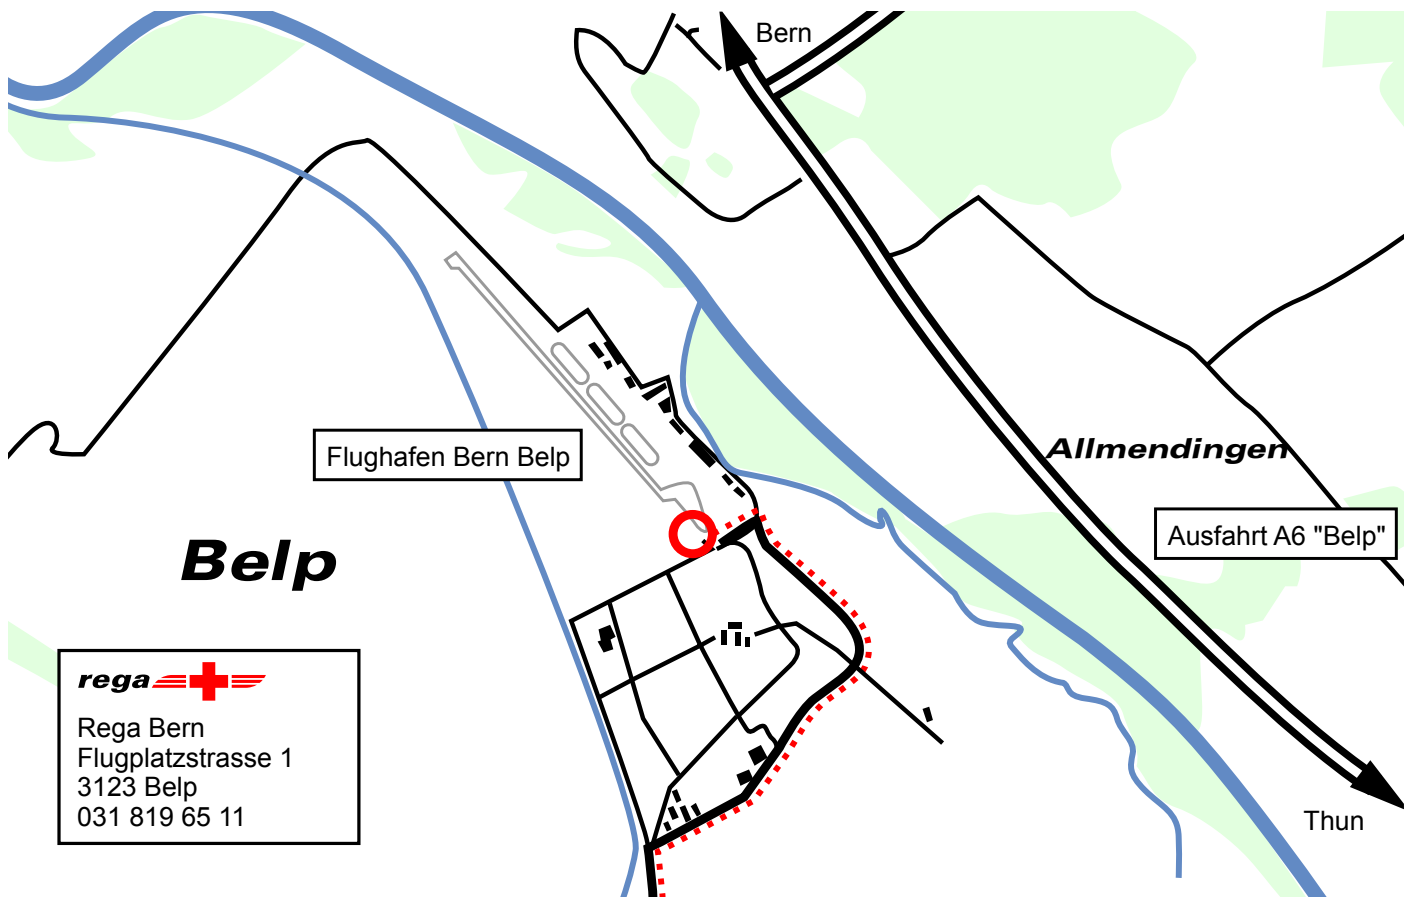 Bern
Allmendingen
Flughafen Bern Belp
Ausfahrt A6 "Belp"
Belp
rega
Rega Bern
Flugplatzstrasse 1
3123 Belp
031 819 65 11
Thun